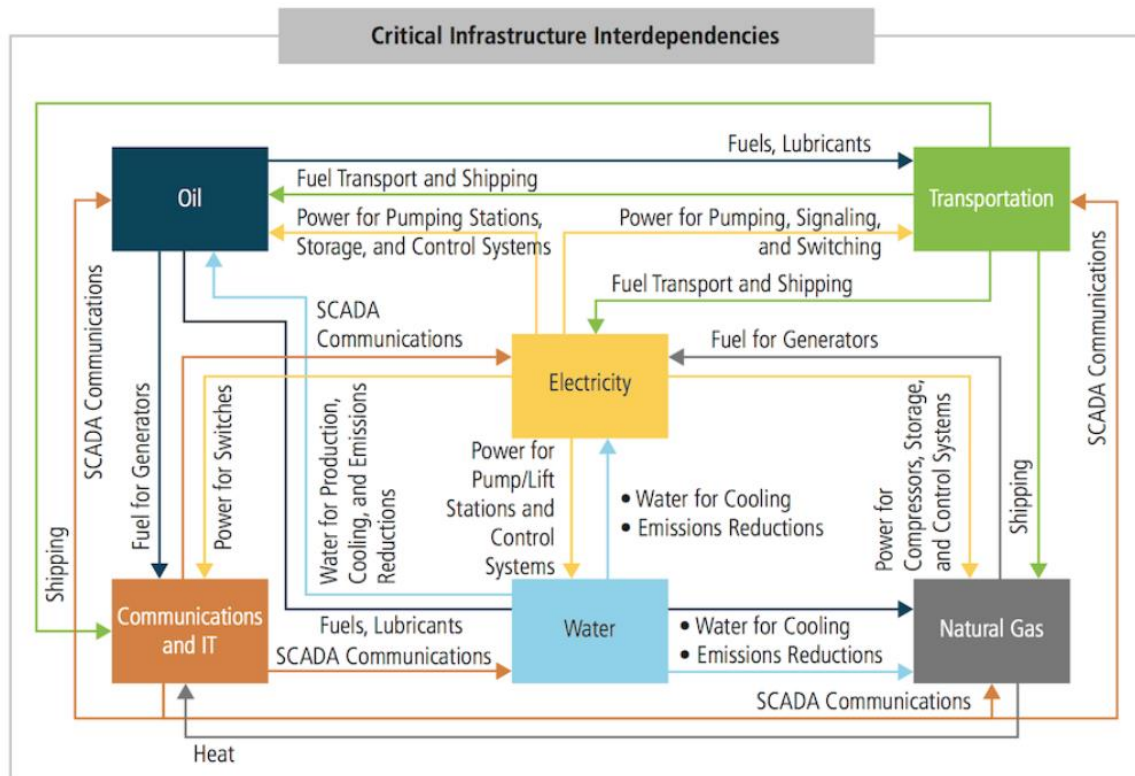 Critical Infrastructure Interdependencies
Fuels, Lubricants
Oil
Fuel Transport and Shipping
Transportation
Power for Pumping Stations,
Storage, and Control Systems
Power for Pumping, Signaling,
and Switching
Fuel Transport and Shipping
SCADA
Communications
Fuel for Generators
Electricity
SCADA Communications
Fuel for Generators
Power for Switches
Water for Production,
Cooling, and Emissions
Reductions
Power for
Pump/Lift
Stations and
Control
Systems
• Water for Cooling
• Emissions Reductions
Power for
Compressors, Storage,
and Control Systems
Shipping
SCADA Communications
Shipping
Communications
and IT
Fuels, Lubricants
SCADA Communications
Water
• Water for Cooling
• Emissions Reductions
Natural Gas
SCADA Communications
Heat